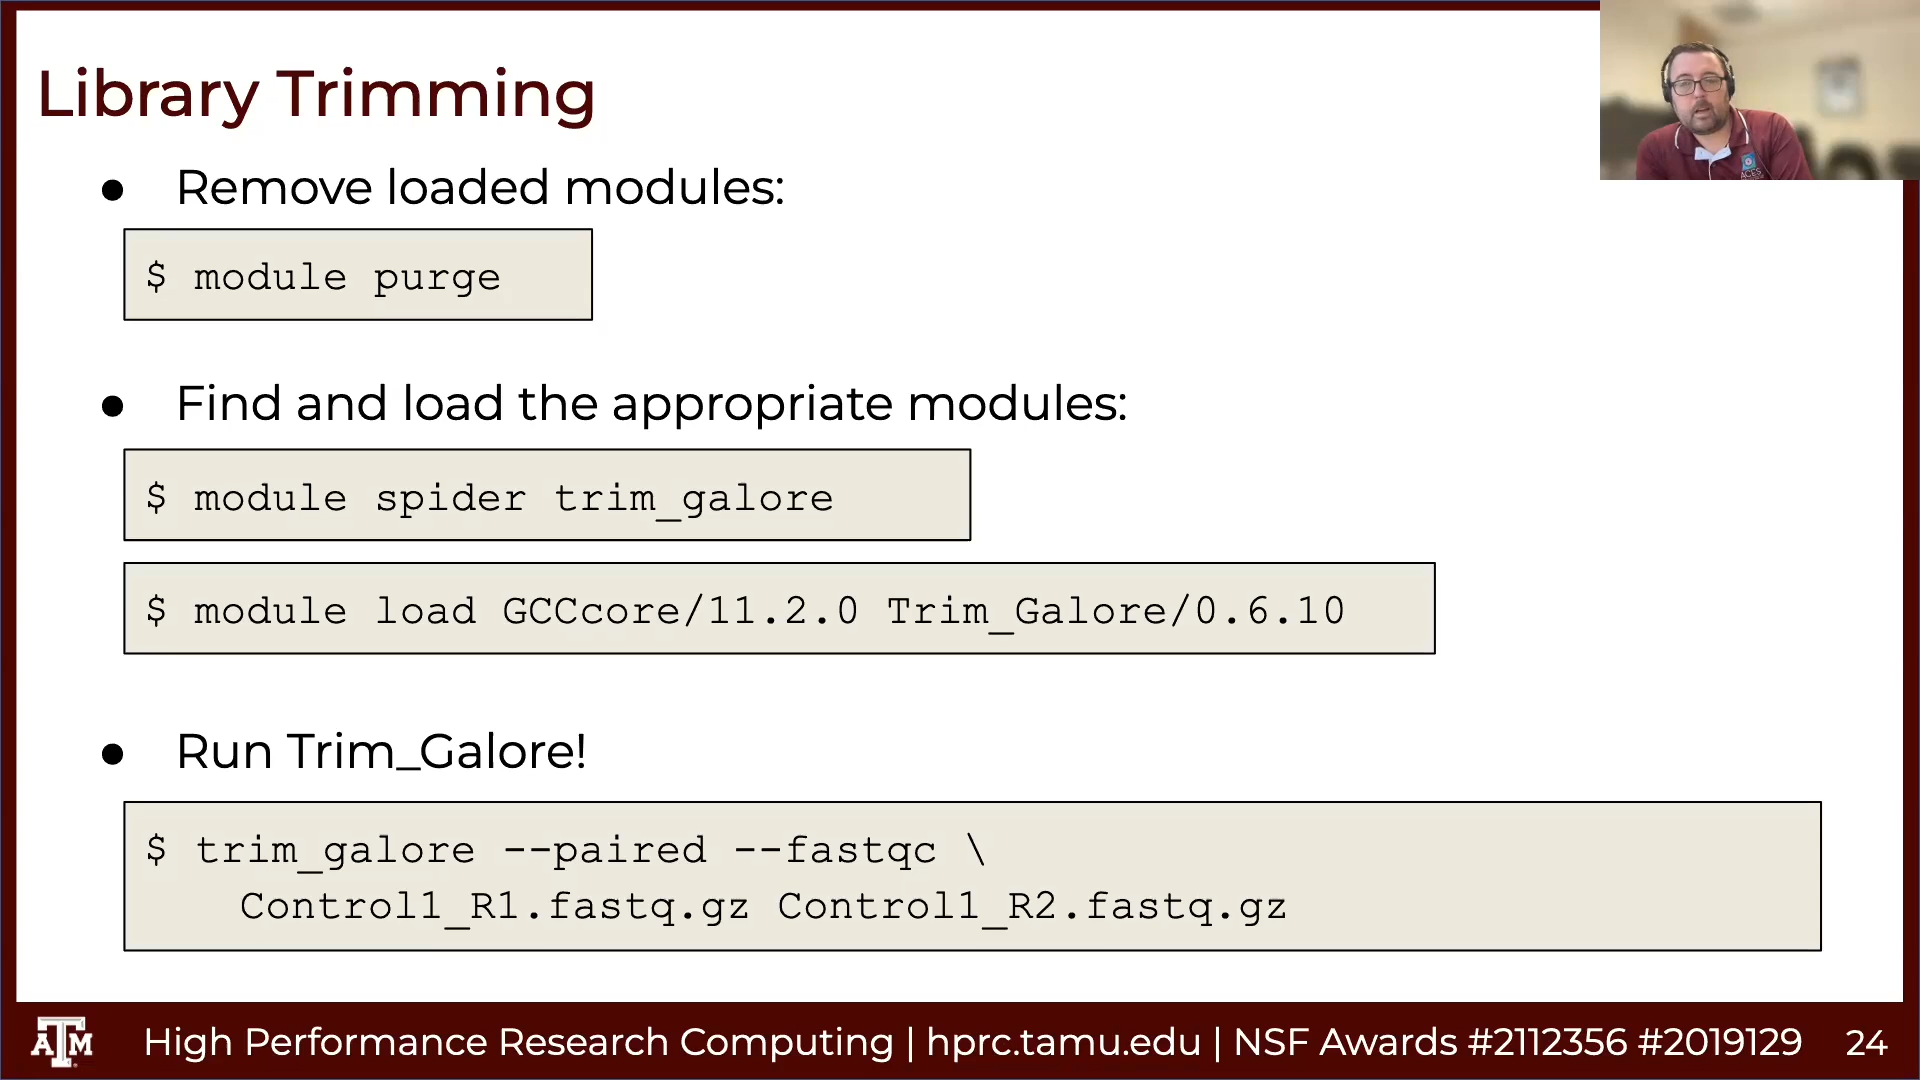 Library Trimming
● Remove loaded modules:
$ module purge
● Find and load the appropriate modules:
$ module spider trim_galore
$ module load GCCcore/11.2.0 Trim_Galore/0.6.10
● Run Trim_Galore!
$ trim_galore --paired --fastqc \
Control1_R1.fastq.gz Control1_R2.fastq.gz
ACES
ATM High Performance Research Computing | hprc.tamu.edu | NSF Awards #2112356 #2019129 24